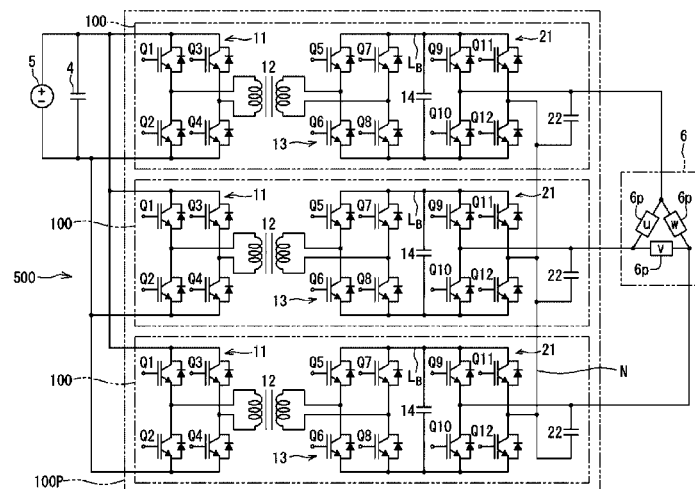 100
Q1 Q3 11 Q5 Q7 LB Q9 Q11 21
5 4 12 14 22
Q2 Q4 13 Q6 Q8 Q10 Q12
6
6p 6p
U W
V
6p
Q1 Q3 11 Q5 Q7 LB Q9 Q11 21
100 12 14 22
500
Q2 Q4 13 Q6 Q8 Q10 Q12
Q1 Q3 11 Q5 Q7 LB Q9 Q11 21
N
100 12 14 22
Q2 Q4 13 Q6 Q8 Q10 Q12
100P